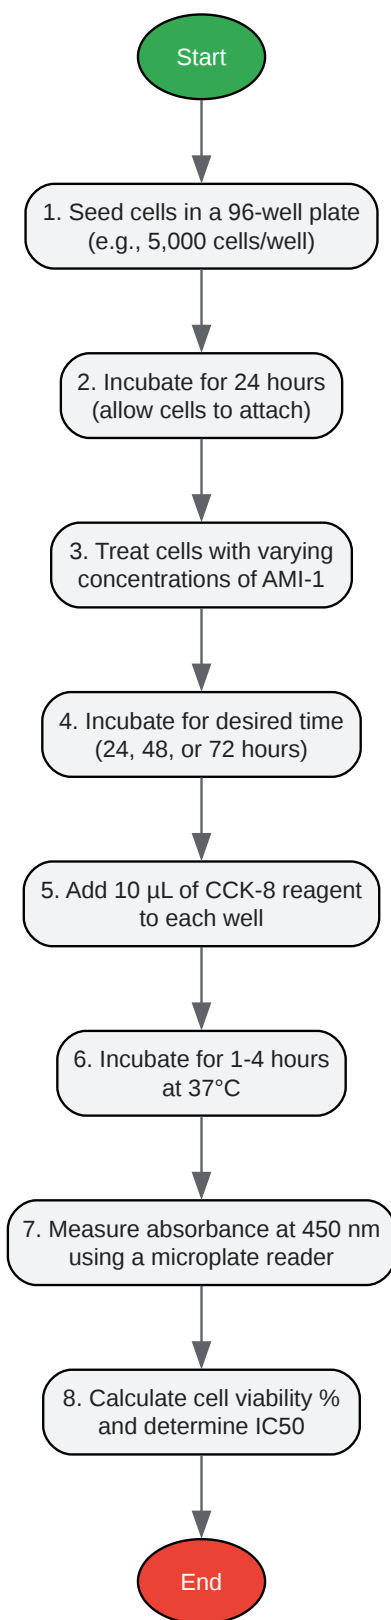 Start
1. Seed cells in a 96-well plate
(e.g., 5,000 cells/well)
2. Incubate for 24 hours
(allow cells to attach)
3. Treat cells with varying
concentrations of AMI-1
4. Incubate for desired time
(24, 48, or 72 hours)
5. Add 10 µL of CCK-8 reagent
to each well
6. Incubate for 1-4 hours
at 37°C
7. Measure absorbance at 450 nm
using a microplate reader
8. Calculate cell viability %
and determine IC50
End